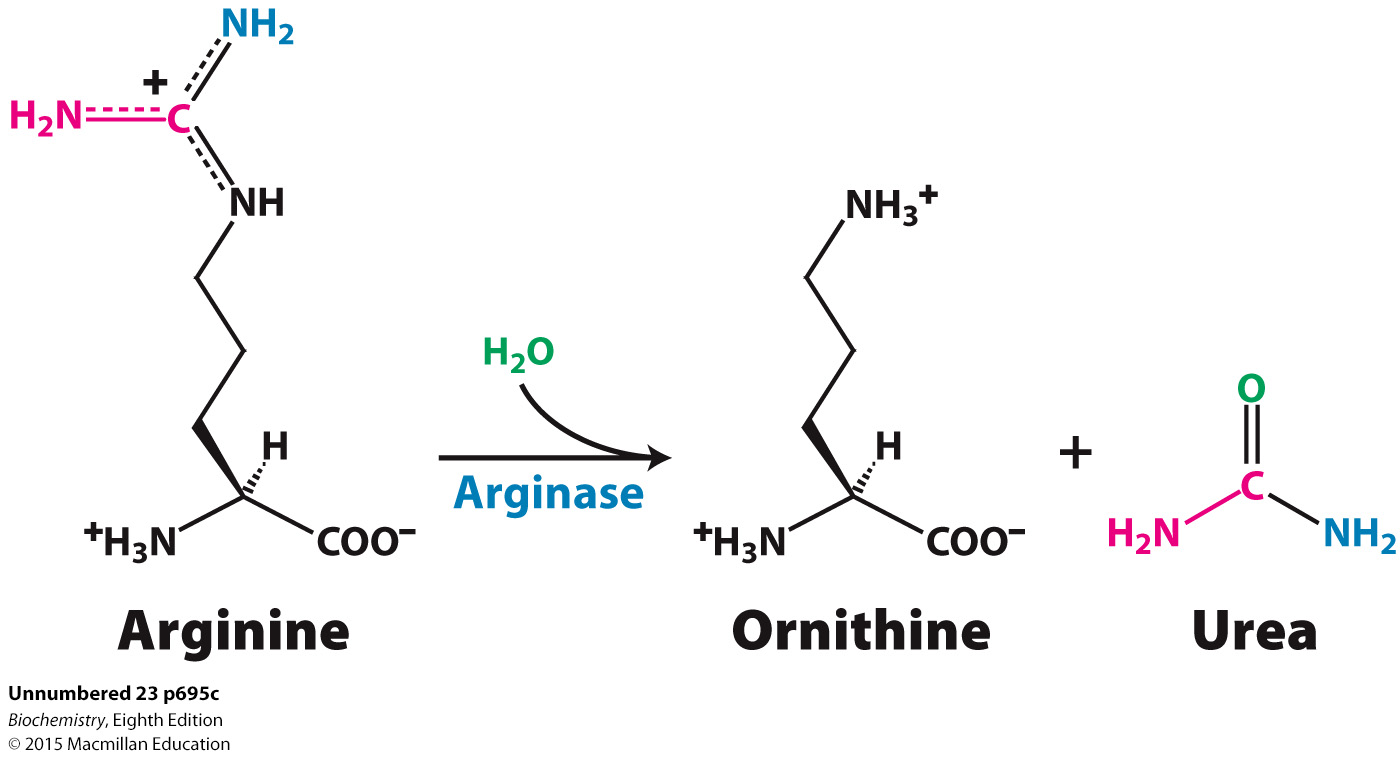 NH₂
+
H₂N
C
NH
NH₃⁺
H₂O
O
H
H
Arginase
+
C
⁺H₃N
COO⁻
⁺H₃N
COO⁻
H₂N
NH₂
Arginine
Ornithine
Urea
Unnumbered 23 p695c
Biochemistry, Eighth Edition
© 2015 Macmillan Education